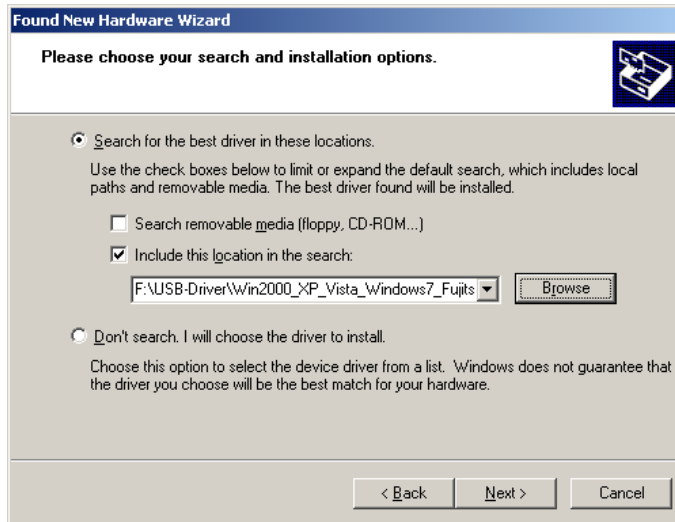 Found New Hardware Wizard
Please choose your search and installation options.
Search for the best driver in these locations.
Use the check boxes below to limit or expand the default search, which includes local
paths and removable media. The best driver found will be installed.
Search removable media (floppy, CD-ROM...)
Include this location in the search:
F:\USB-Driver\Win2000_XP_Vista_Windows7_Fujits
Browse
Don't search. I will choose the driver to install.
Choose this option to select the device driver from a list. Windows does not guarantee that
the driver you choose will be the best match for your hardware.
< Back Next > Cancel